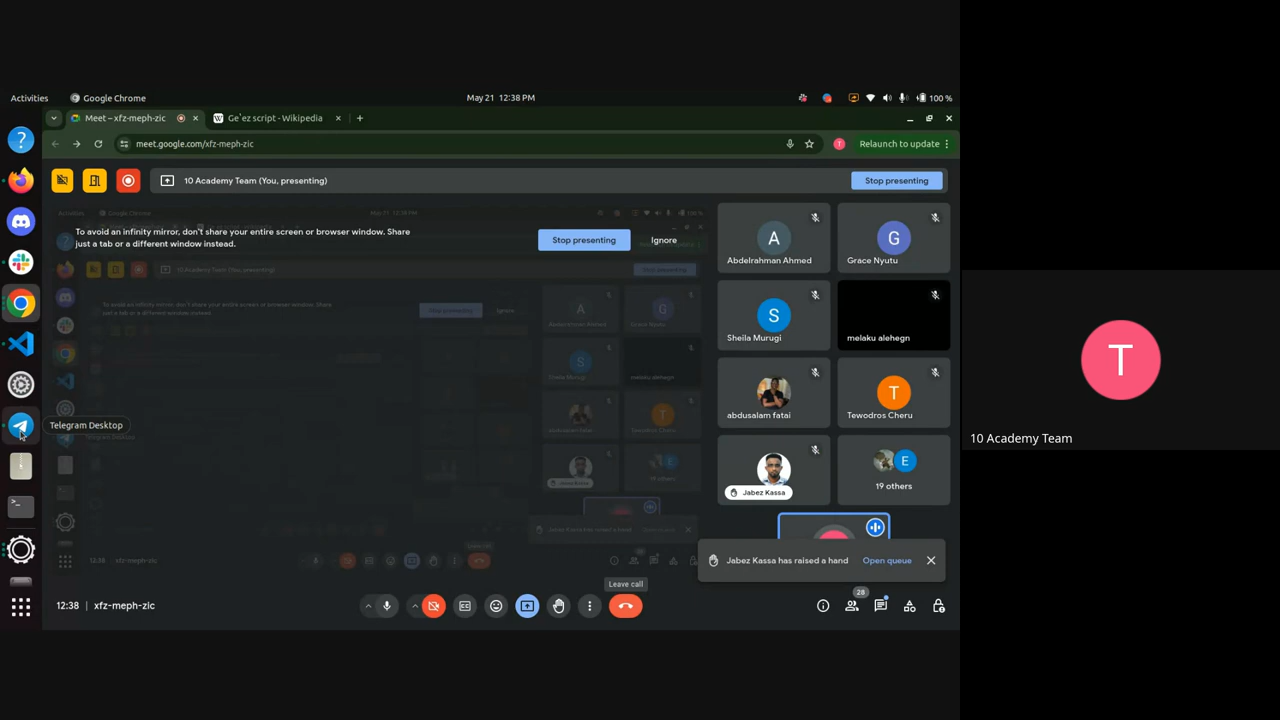 Activities
Google Chrome
May 21 12:38 PM
100 %
Meet – xfz-meph-zic
Ge`ez script - Wikipedia
meet.google.com/xfz-meph-zic
T
Relaunch to update
10 Academy Team (You, presenting)
Stop presenting
To avoid an infinity mirror, don't share your entire screen or browser window. Share
just a tab or a different window instead.
Stop presenting
Ignore
A
Abdelrahman Ahmed
G
Grace Nyutu
S
Sheila Murugi
melaku alehegn
abdusalam fatai
T
Tewodros Cheru
Jabez Kassa
E
19 others
Telegram Desktop
Jabez Kassa has raised a hand
Open queue
Leave call
12:38
xfz-meph-zic
28
T
10 Academy Team